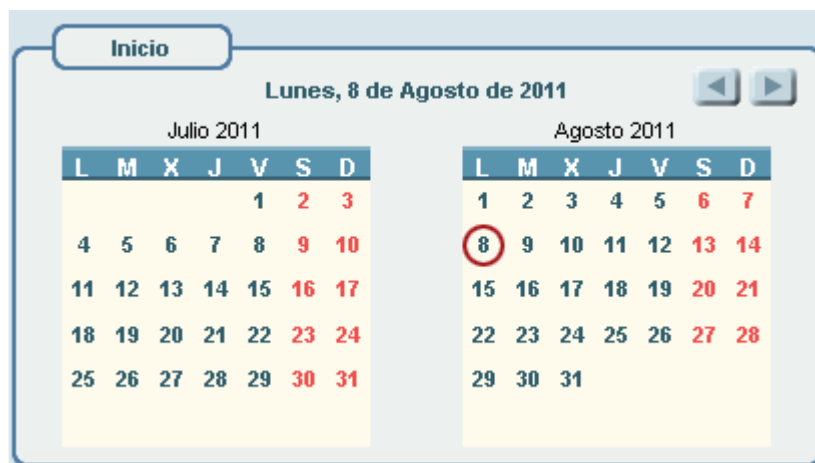 Inicio
Lunes, 8 de Agosto de 2011
Julio 2011
L M X J V S D
1 2 3
4 5 6 7 8 9 10
11 12 13 14 15 16 17
18 19 20 21 22 23 24
25 26 27 28 29 30 31
Agosto 2011
L M X J V S D
1 2 3 4 5 6 7
8 9 10 11 12 13 14
15 16 17 18 19 20 21
22 23 24 25 26 27 28
29 30 31